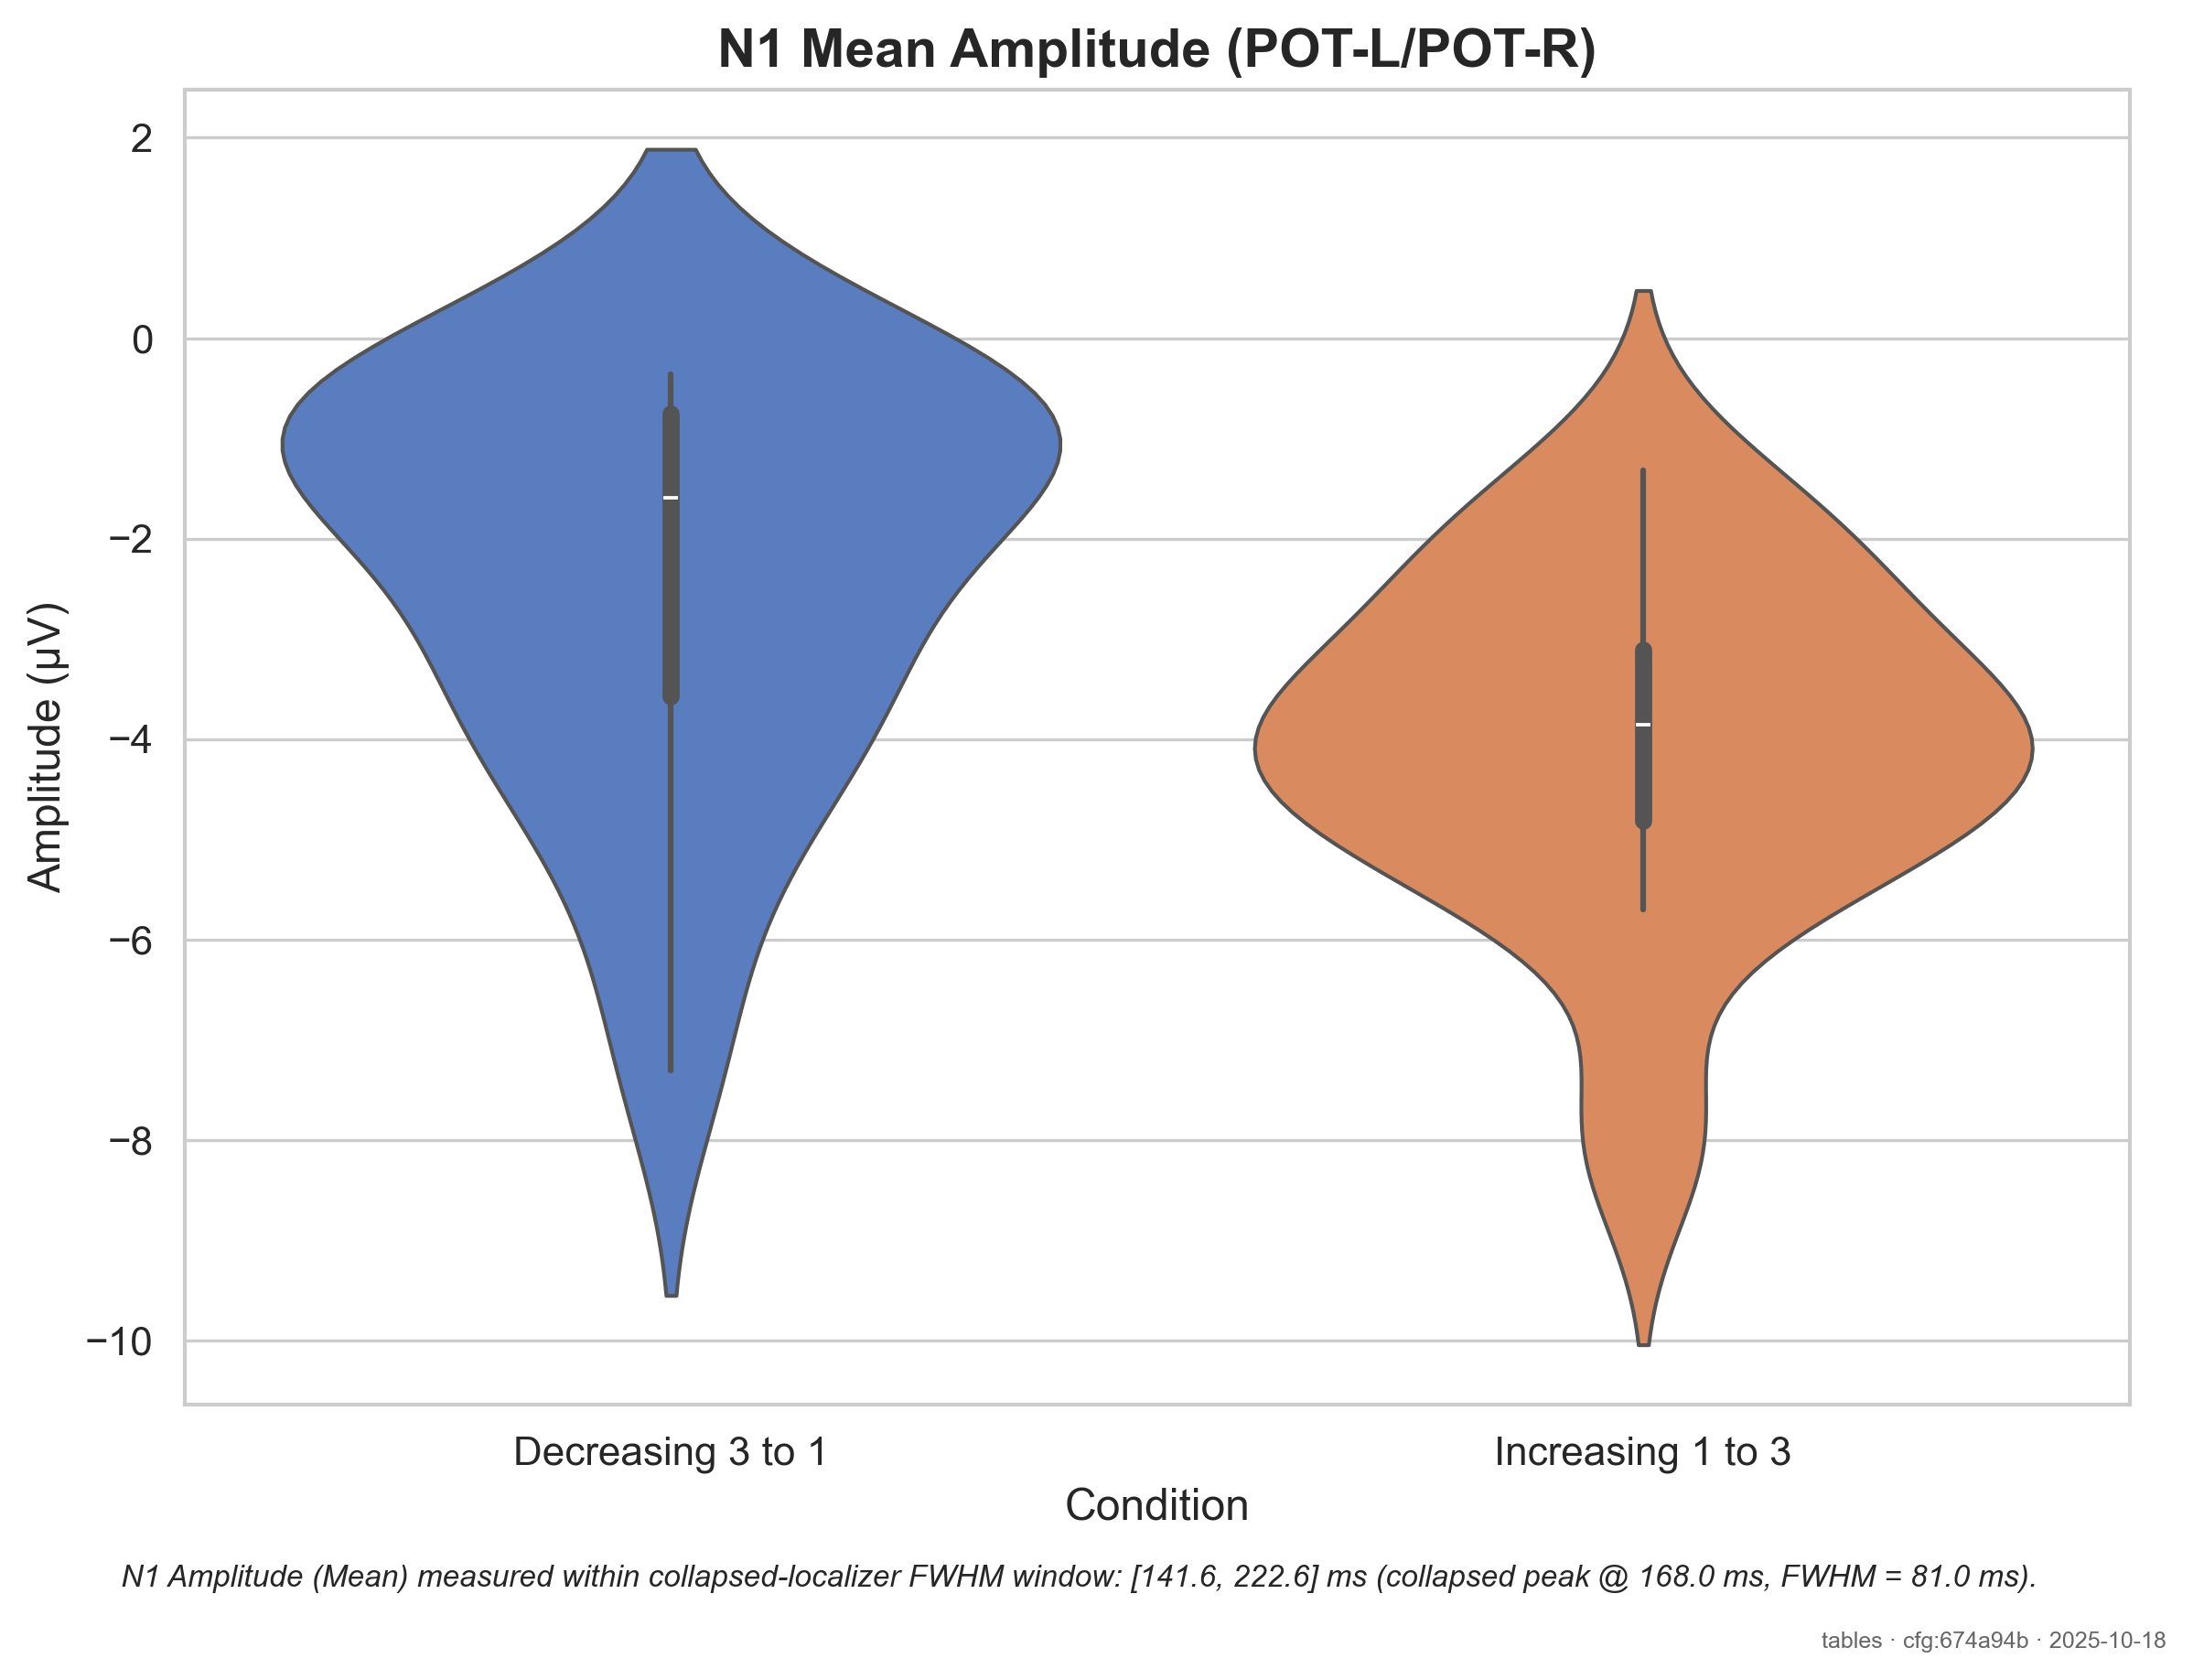 N1 Mean Amplitude (POT-L/POT-R)
2
0
−2
−4
−6
−8
−10
Amplitude (µV)
Decreasing 3 to 1
Increasing 1 to 3
Condition
N1 Amplitude (Mean) measured within collapsed-localizer FWHM window: [141.6, 222.6] ms (collapsed peak @ 168.0 ms, FWHM = 81.0 ms).
tables · cfg:674a94b · 2025-10-18